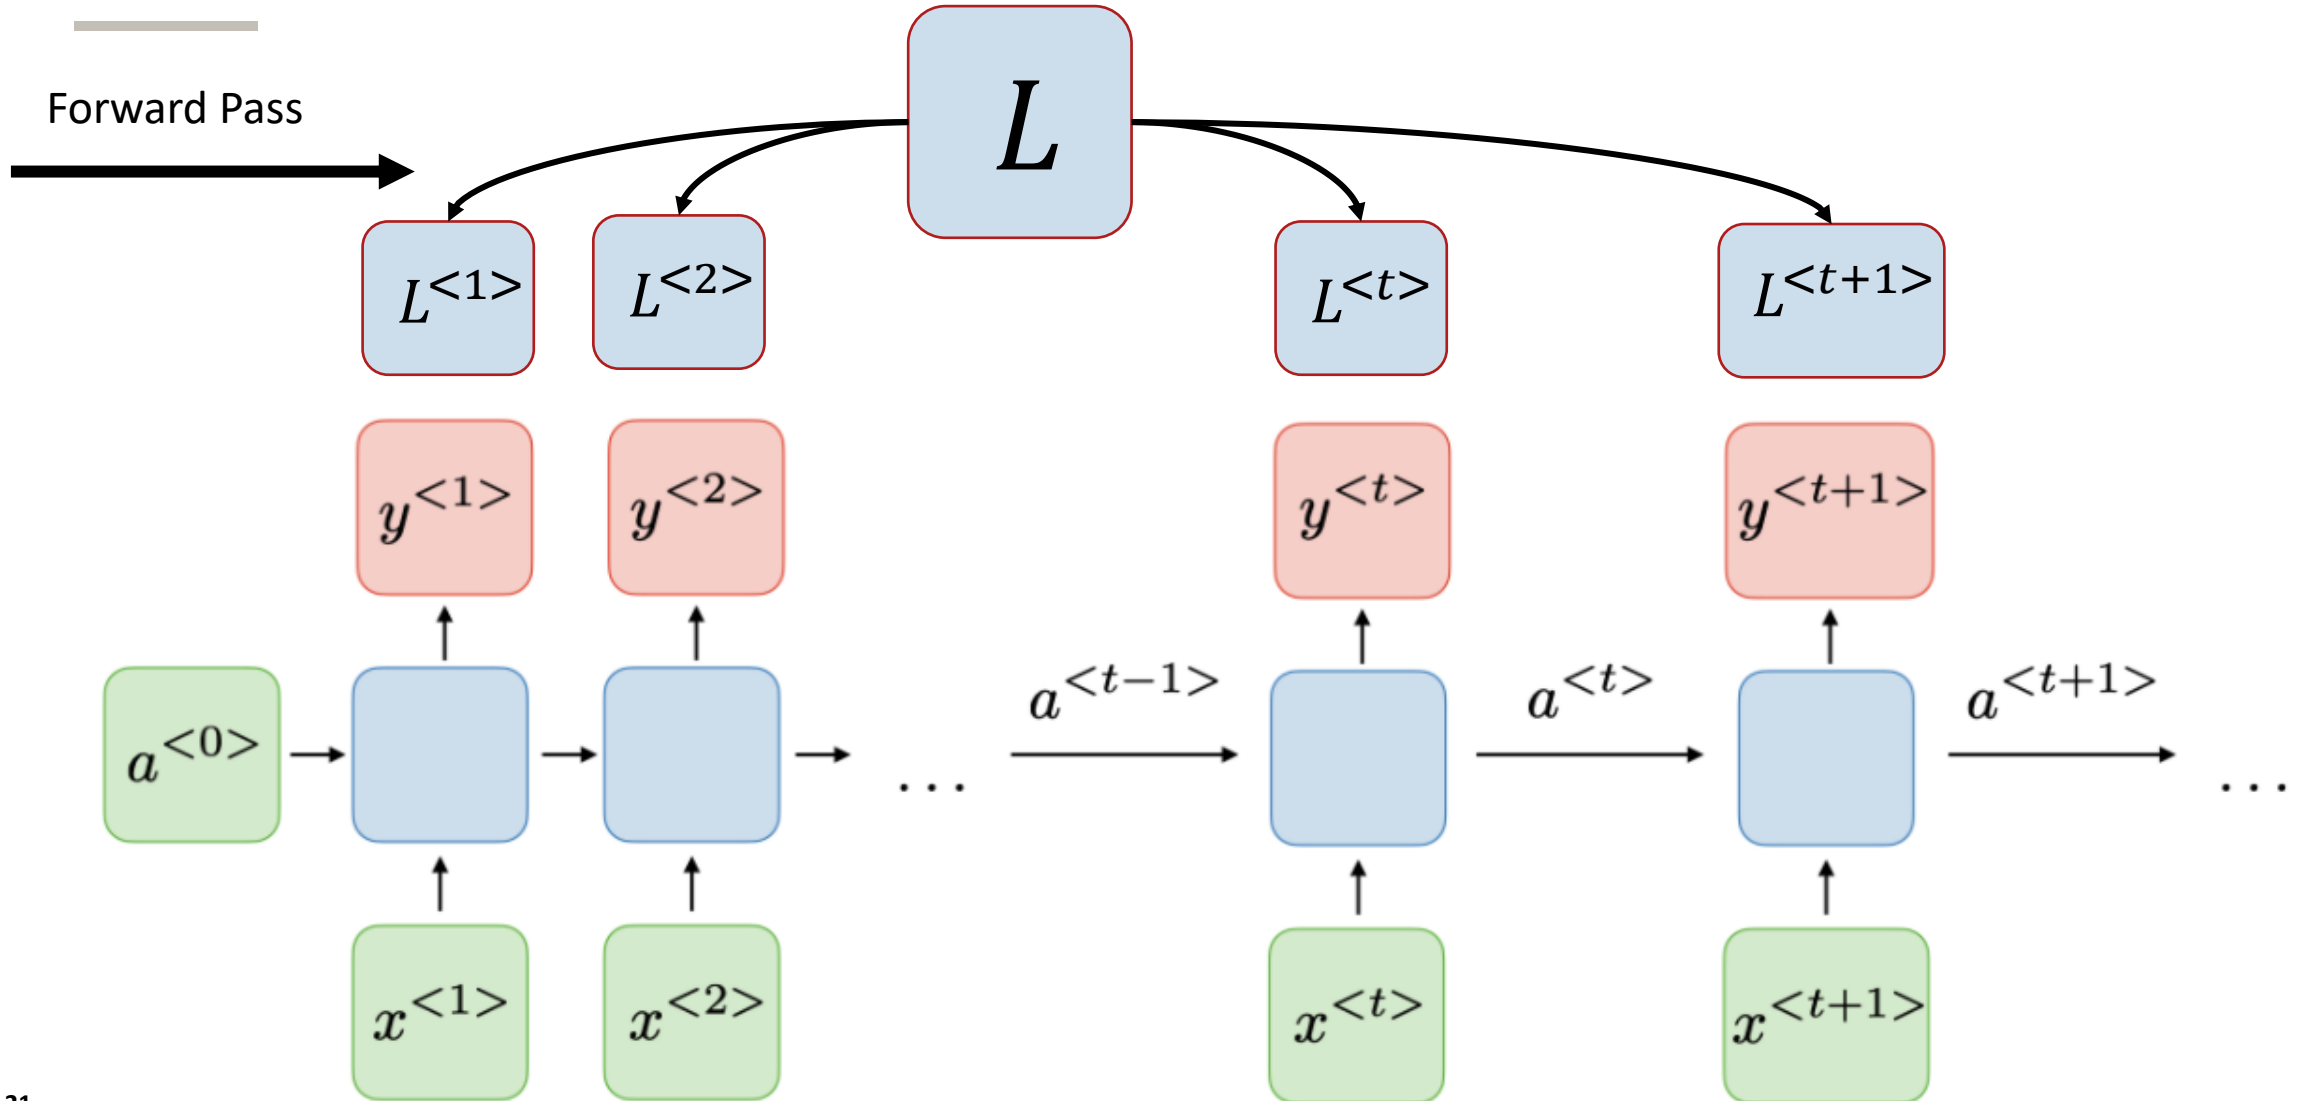 Forward Pass
L
L<1> L<2> L<t> L<t+1>
y<1> y<2> y<t> y<t+1>
a<0> ... a<t−1> a<t> a<t+1> ...
x<1> x<2> x<t> x<t+1>